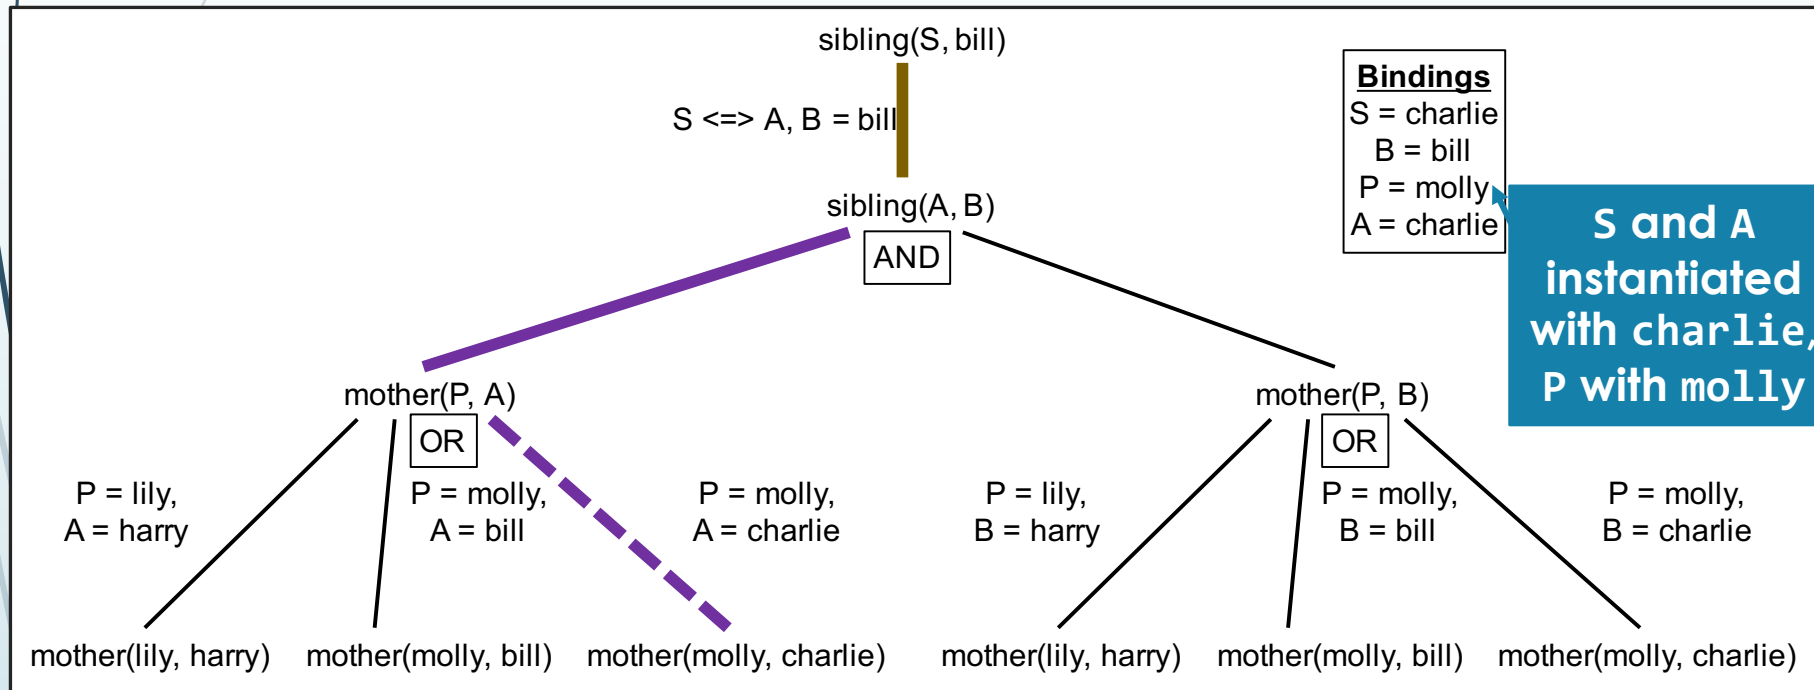 sibling(S, bill)
S <=> A, B = bill
Bindings
S = charlie
B = bill
P = molly
A = charlie
S and A
instantiated
with charlie,
P with molly
sibling(A, B)
AND
mother(P, A)
OR
mother(P, B)
OR
P = lily,
A = harry
P = molly,
A = bill
P = molly,
A = charlie
P = lily,
B = harry
P = molly,
B = bill
P = molly,
B = charlie
mother(lily, harry)
mother(molly, bill)
mother(molly, charlie)
mother(lily, harry)
mother(molly, bill)
mother(molly, charlie)